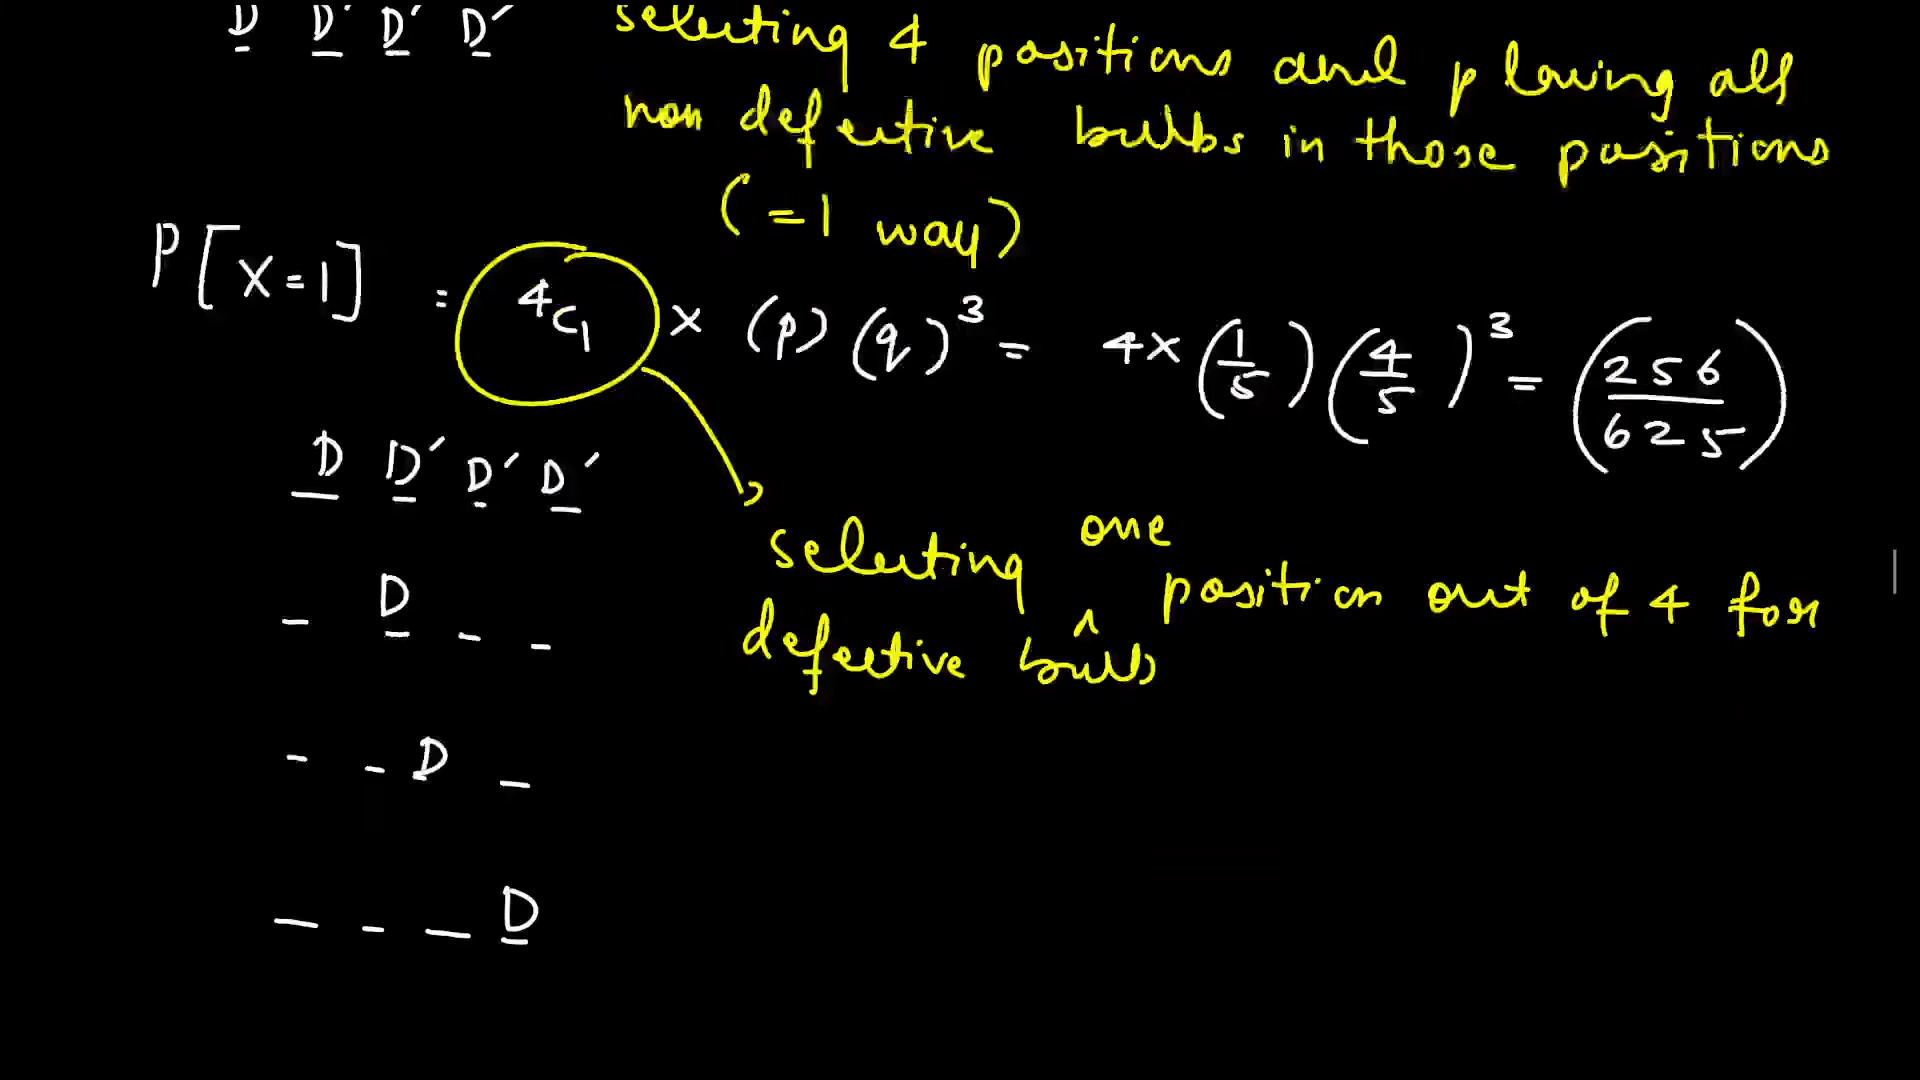 D D' D' D'
selecting 4 positions and placing all
non defective bulbs in those positions
(=1 way)
P[X=1] = ⁴C₁ × (p)(q)³ = 4×(1/5)(4/5)³ = (256/625)
D D' D' D'
selecting one position out of 4 for
defective bulb
- D - -
- - D -
- - - D